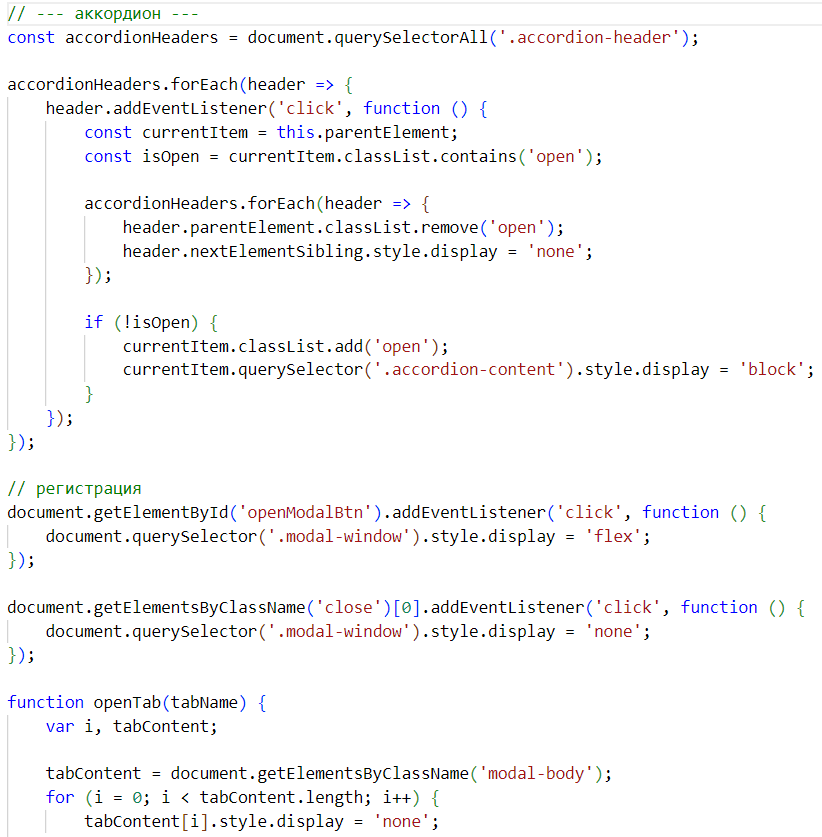 // --- аккордион ---
const accordionHeaders = document.querySelectorAll('.accordion-header');

accordionHeaders.forEach(header => {
    header.addEventListener('click', function () {
        const currentItem = this.parentElement;
        const isOpen = currentItem.classList.contains('open');

        accordionHeaders.forEach(header => {
            header.parentElement.classList.remove('open');
            header.nextElementSibling.style.display = 'none';
        });

        if (!isOpen) {
            currentItem.classList.add('open');
            currentItem.querySelector('.accordion-content').style.display = 'block';
        }
    });
});

// регистрация
document.getElementById('openModalBtn').addEventListener('click', function () {
    document.querySelector('.modal-window').style.display = 'flex';
});

document.getElementsByClassName('close')[0].addEventListener('click', function () {
    document.querySelector('.modal-window').style.display = 'none';
});

function openTab(tabName) {
    var i, tabContent;

    tabContent = document.getElementsByClassName('modal-body');
    for (i = 0; i < tabContent.length; i++) {
        tabContent[i].style.display = 'none';